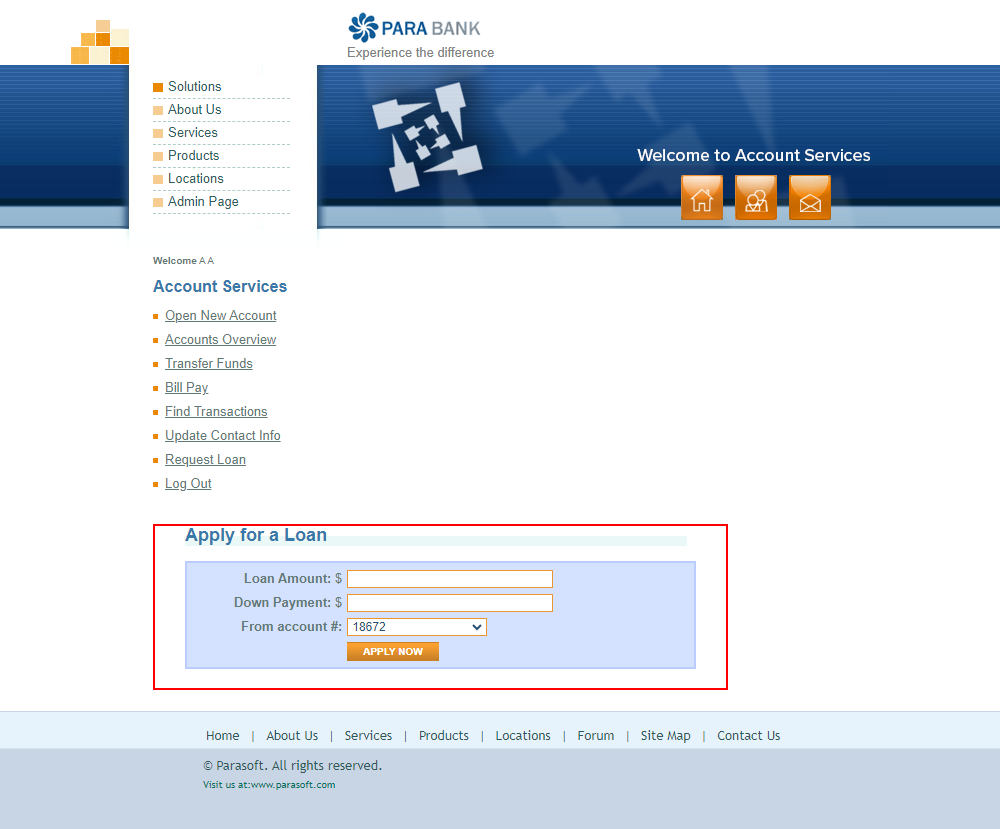 PARA BANK
Experience the difference
Solutions
About Us
Services
Products
Locations
Admin Page
Welcome to Account Services
Welcome A A
Account Services
Open New Account
Accounts Overview
Transfer Funds
Bill Pay
Find Transactions
Update Contact Info
Request Loan
Log Out
Apply for a Loan
Loan Amount: $
Down Payment: $
From account #: 18672
APPLY NOW
Home | About Us | Services | Products | Locations | Forum | Site Map | Contact Us
© Parasoft. All rights reserved.
Visit us at:www.parasoft.com